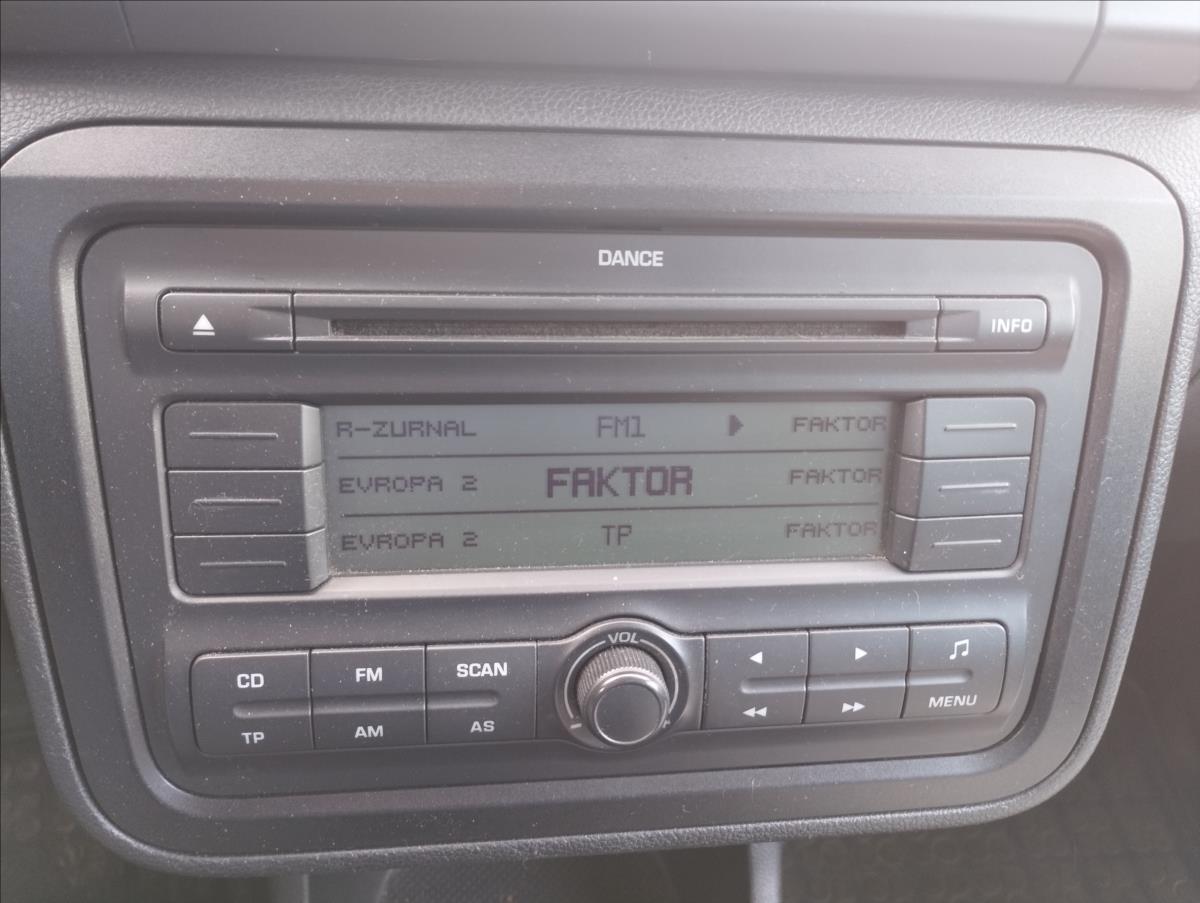 DANCE
INFO
R-ZURNAL FM1 FAKTOR
EVROPA 2 FAKTOR FAKTOR
EVROPA 2 TP FAKTOR
VOL
CD FM SCAN
TP AM AS MENU